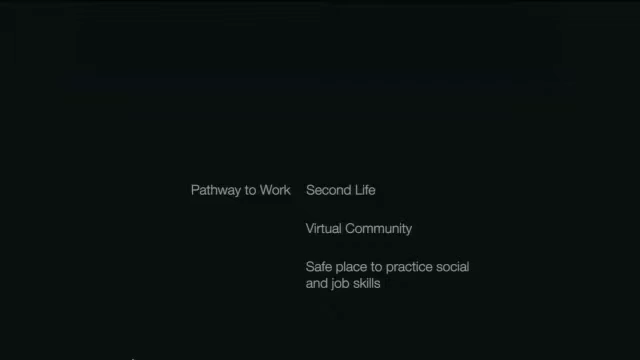 Pathway to Work Second Life
Virtual Community
Safe place to practice social
and job skills